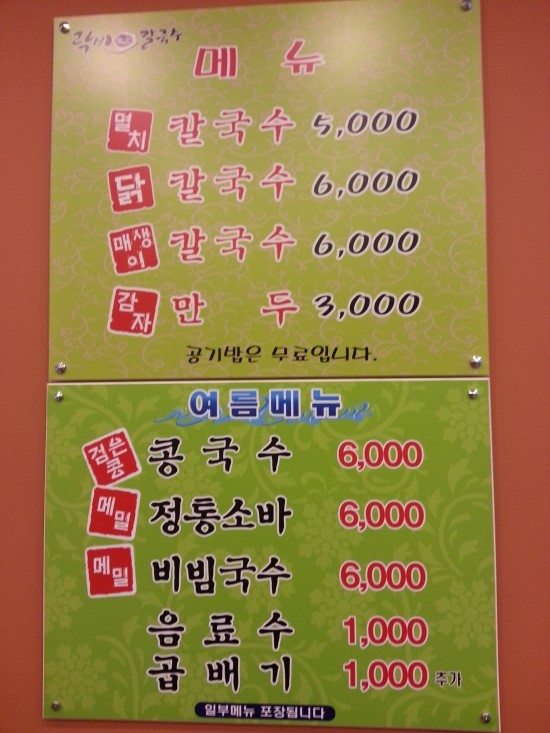 칼국수
메뉴
멸치 칼국수 5,000
닭 칼국수 6,000
매생이 칼국수 6,000
감자 만두 3,000
공기밥은 무료입니다.
여름메뉴
검은콩 콩국수 6,000
메밀 정통소바 6,000
메밀 비빔국수 6,000
음료수 1,000
곱배기 1,000 추가
일부메뉴 포장됩니다